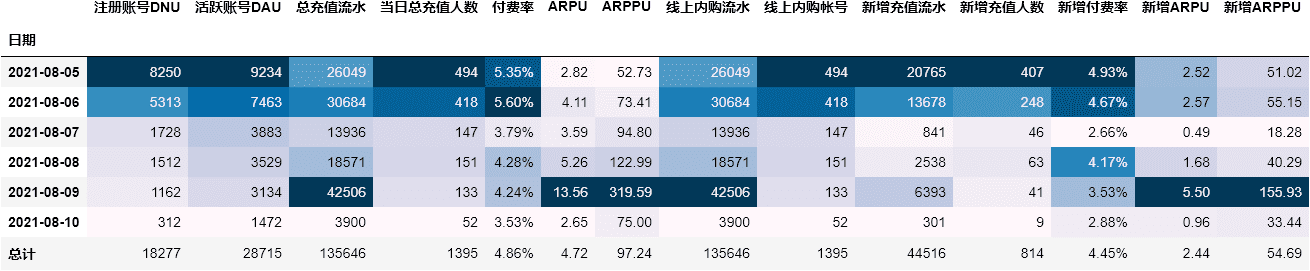 注册账号DNU 活跃账号DAU 总充值流水 当日总充值人数 付费率 ARPU ARPPU 线上内购流水 线上内购帐号 新增充值流水 新增充值人数 新增付费率 新增ARPU 新增ARPPU
日期
2021-08-05 8250 9234 26049 494 5.35% 2.82 52.73 26049 494 20765 407 4.93% 2.52 51.02
2021-08-06 5313 7463 30684 418 5.60% 4.11 73.41 30684 418 13678 248 4.67% 2.57 55.15
2021-08-07 1728 3883 13936 147 3.79% 3.59 94.80 13936 147 841 46 2.66% 0.49 18.28
2021-08-08 1512 3529 18571 151 4.28% 5.26 122.99 18571 151 2538 63 4.17% 1.68 40.29
2021-08-09 1162 3134 42506 133 4.24% 13.56 319.59 42506 133 6393 41 3.53% 5.50 155.93
2021-08-10 312 1472 3900 52 3.53% 2.65 75.00 3900 52 301 9 2.88% 0.96 33.44
总计 18277 28715 135646 1395 4.86% 4.72 97.24 135646 1395 44516 814 4.45% 2.44 54.69